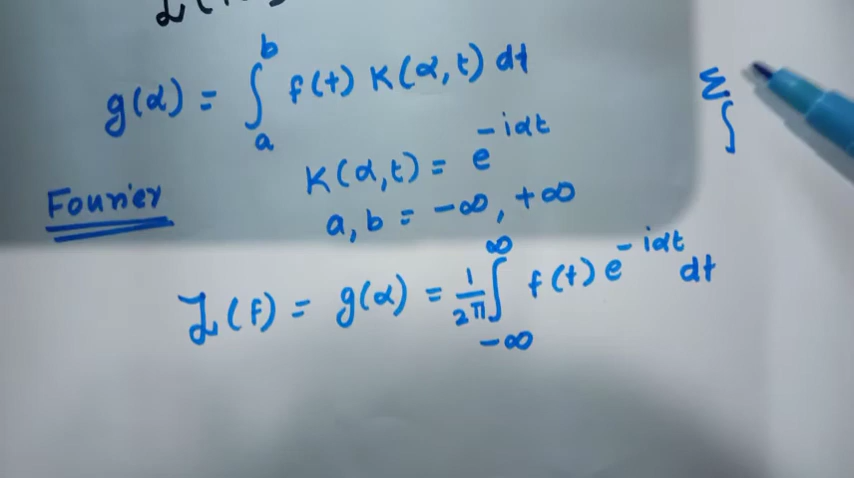 g(α) = ∫_a^b f(t) K(α, t) dt
Σ
∫
K(α, t) = e^{-iαt}
Fourier
a, b = -∞, +∞
(f) = g(α) = 1/2π ∫_{-∞}^{∞} f(t) e^{-iαt} dt